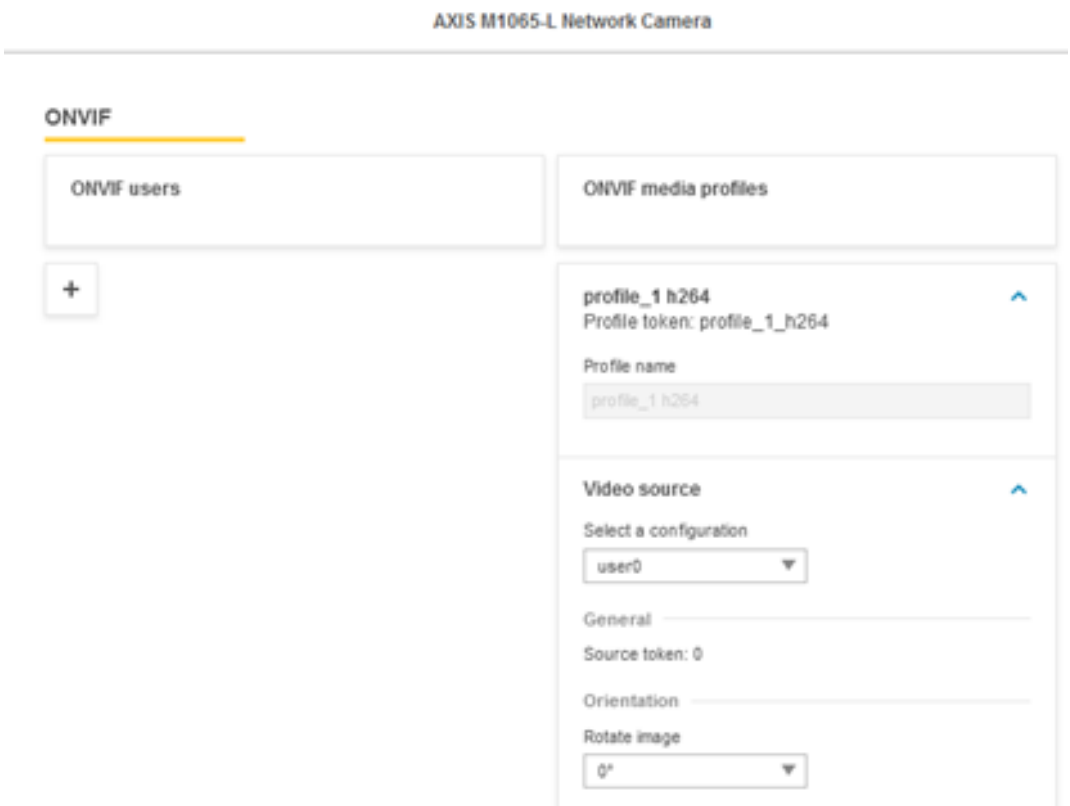 AXIS M1065-L Network Camera
ONVIF
ONVIF users
ONVIF media profiles
+
profile_1 h264
Profile token: profile_1_h264
Profile name
profile_1 h264
Video source
Select a configuration
user0
General
Source token: 0
Orientation
Rotate image
0°